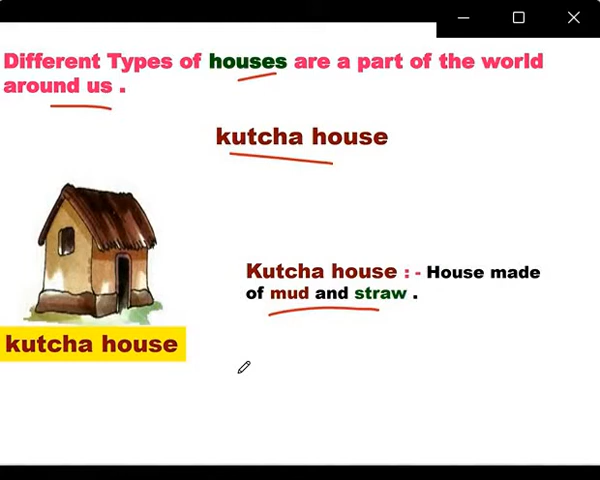 Different Types of houses are a part of the world
around us .
kutcha house
Kutcha house : - House made
of mud and straw .
kutcha house